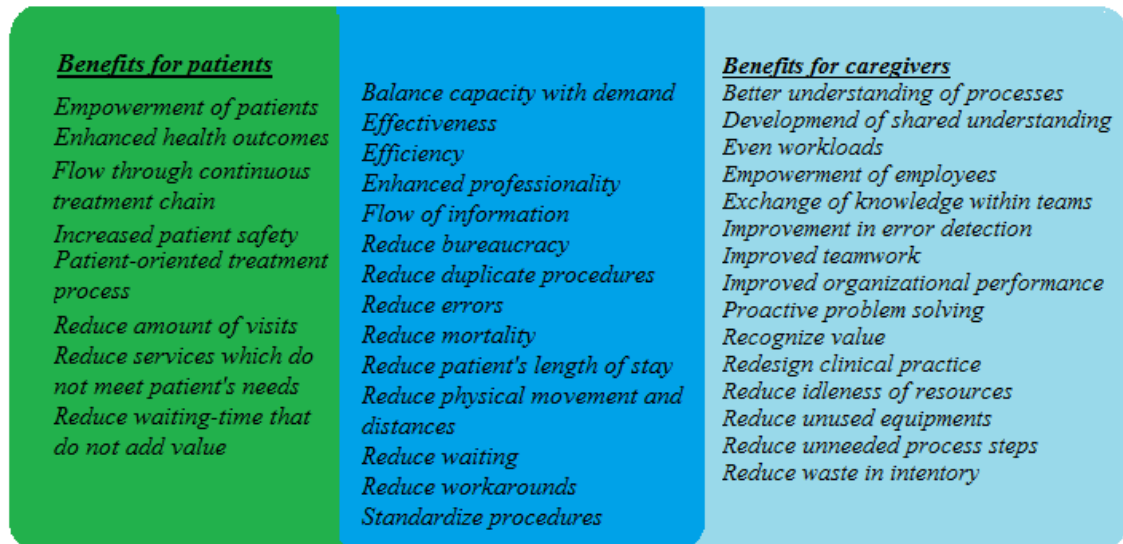 Benefits for patients
Empowerment of patients
Enhanced health outcomes
Flow through continuous
treatment chain
Increased patient safety
Patient-oriented treatment
process
Reduce amount of visits
Reduce services which do
not meet patient's needs
Reduce waiting-time that
do not add value
Balance capacity with demand
Effectiveness
Efficiency
Enhanced professionality
Flow of information
Reduce bureaucracy
Reduce duplicate procedures
Reduce errors
Reduce mortality
Reduce patient's length of stay
Reduce physical movement and
distances
Reduce waiting
Reduce workarounds
Standardize procedures
Benefits for caregivers
Better understanding of processes
Developmend of shared understanding
Even workloads
Empowerment of employees
Exchange of knowledge within teams
Improvement in error detection
Improved teamwork
Improved organizational performance
Proactive problem solving
Recognize value
Redesign clinical practice
Reduce idleness of resources
Reduce unused equipments
Reduce unneeded process steps
Reduce waste in intentory